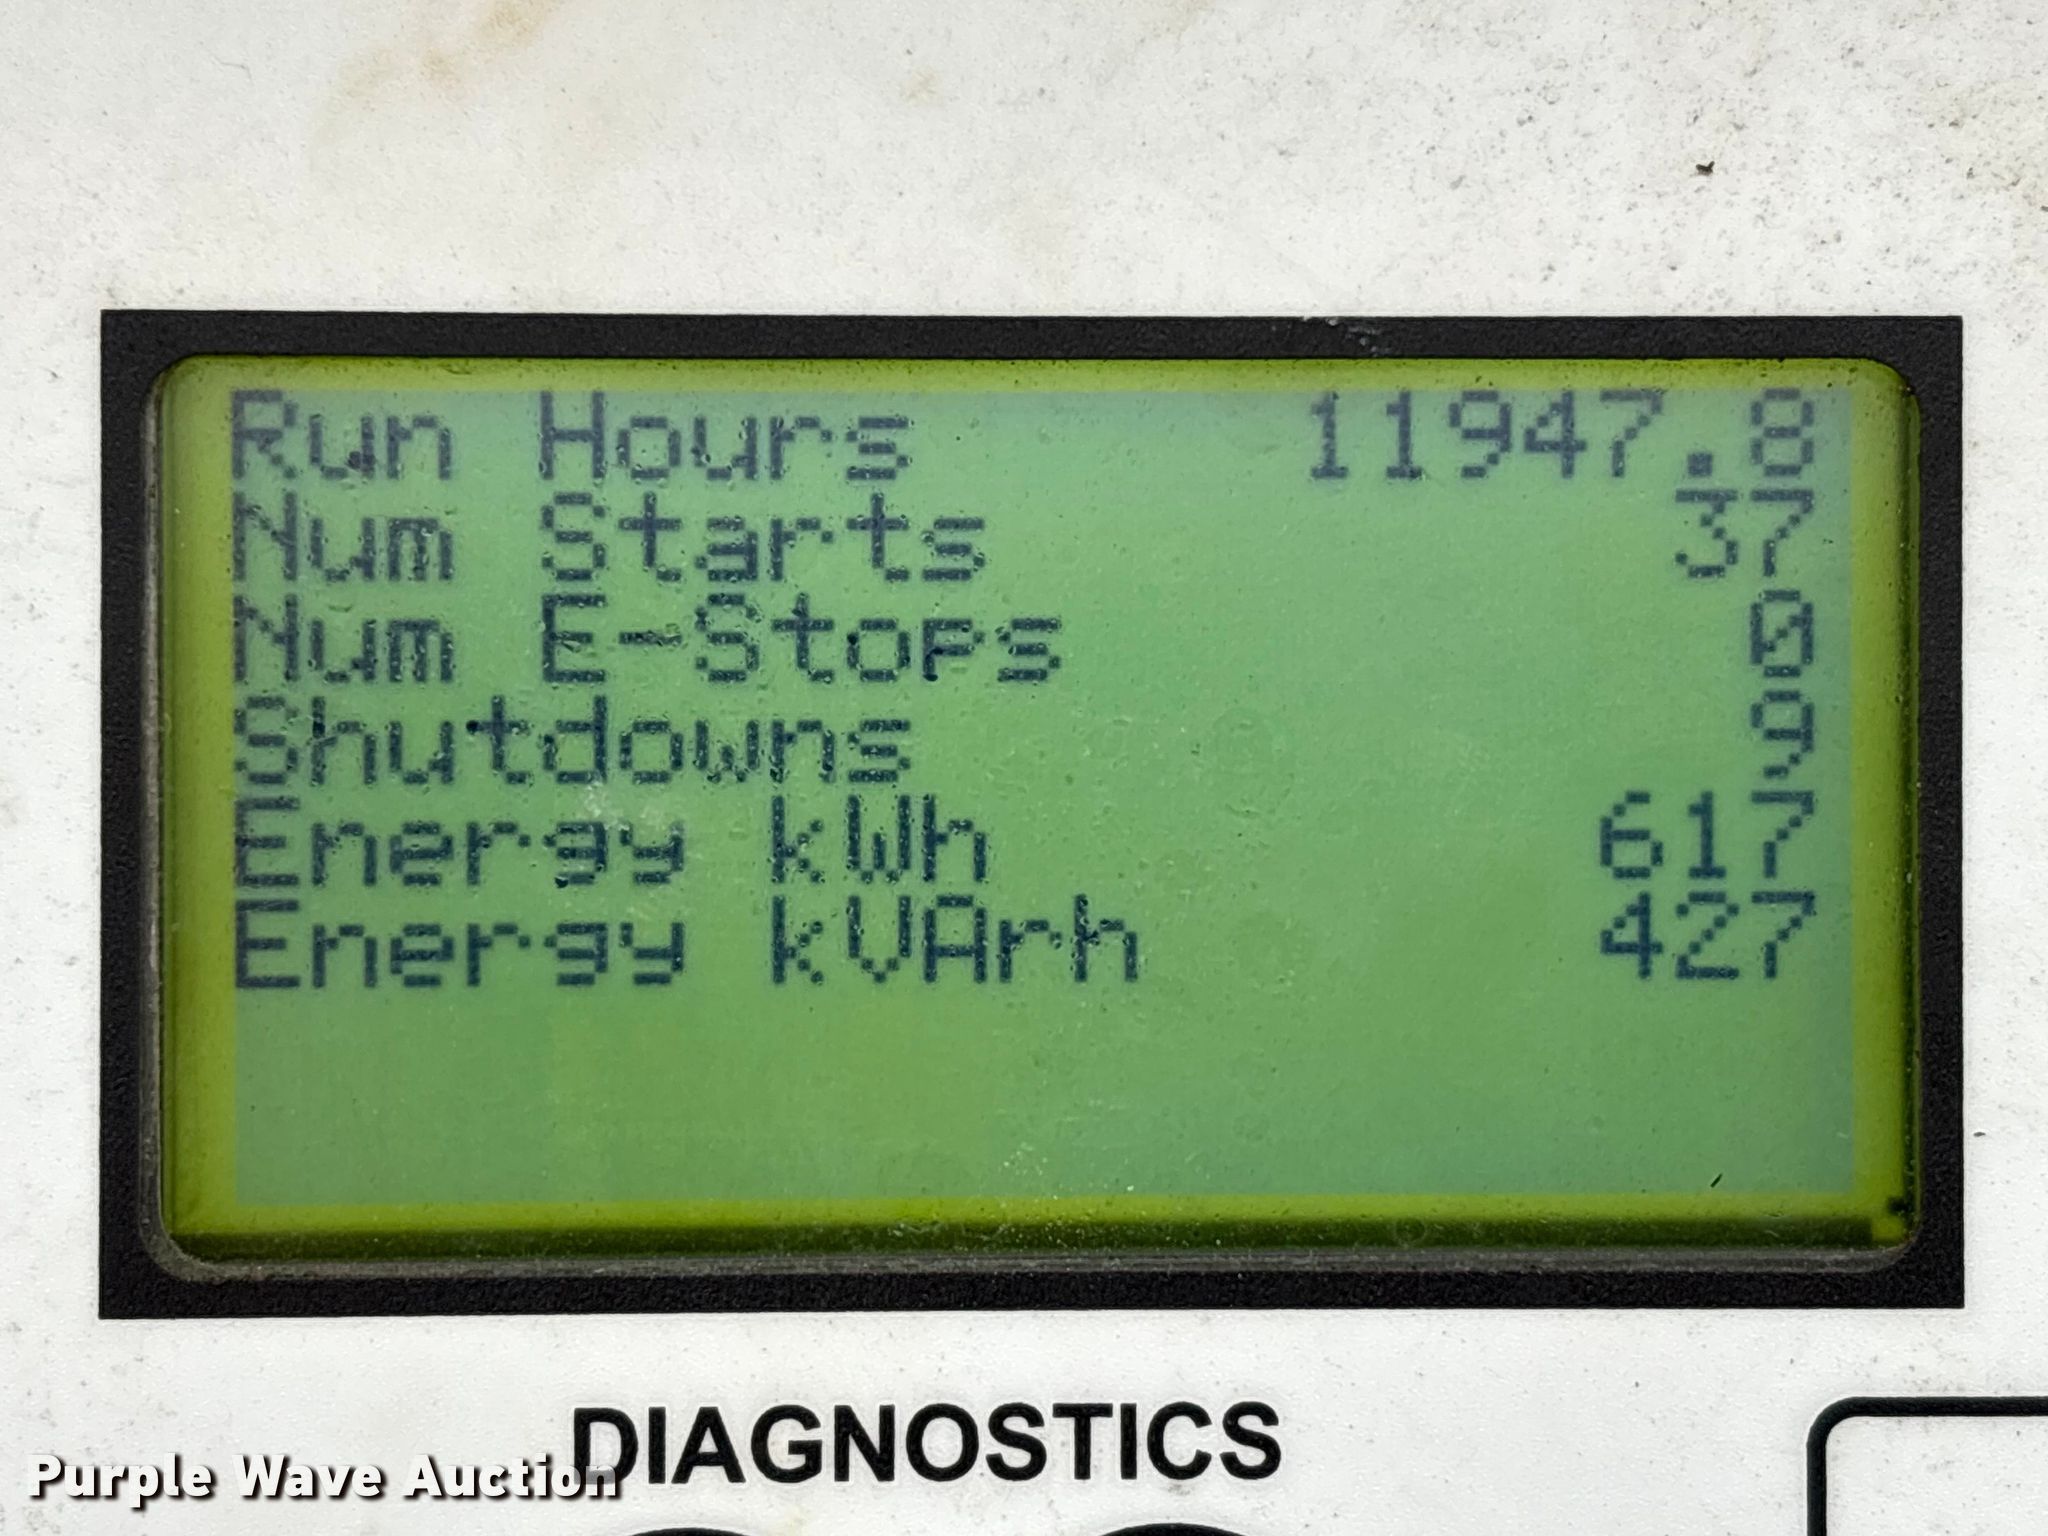 Run Hours 11947.8
Num Starts 37
Num E-Stops 0
Shutdowns 9
Energy kWh 617
Energy kVArh 427
DIAGNOSTICS
Purple Wave Auction